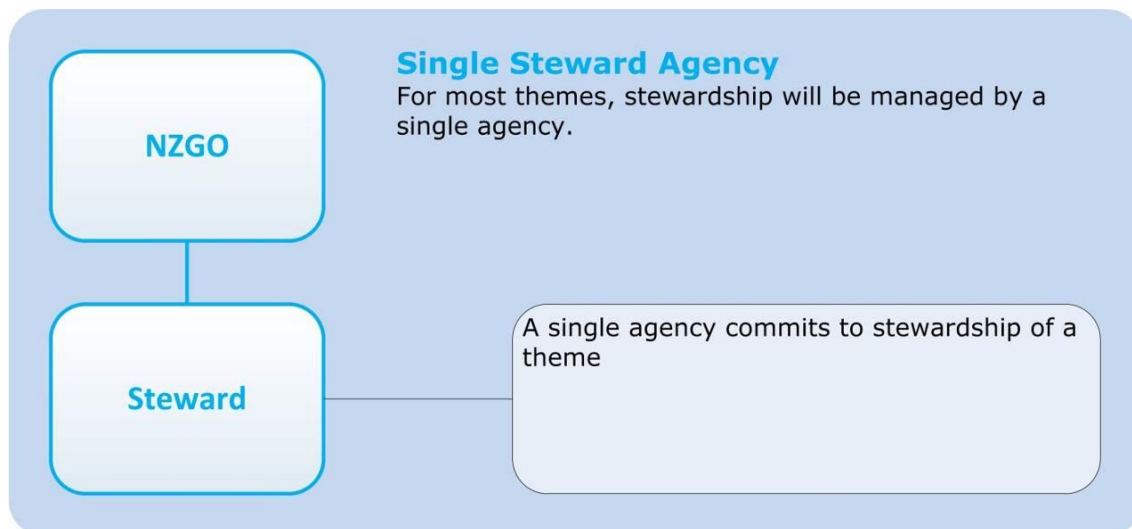 NZGO
Single Steward Agency
For most themes, stewardship will be managed by a
single agency.
Steward
A single agency commits to stewardship of a
theme